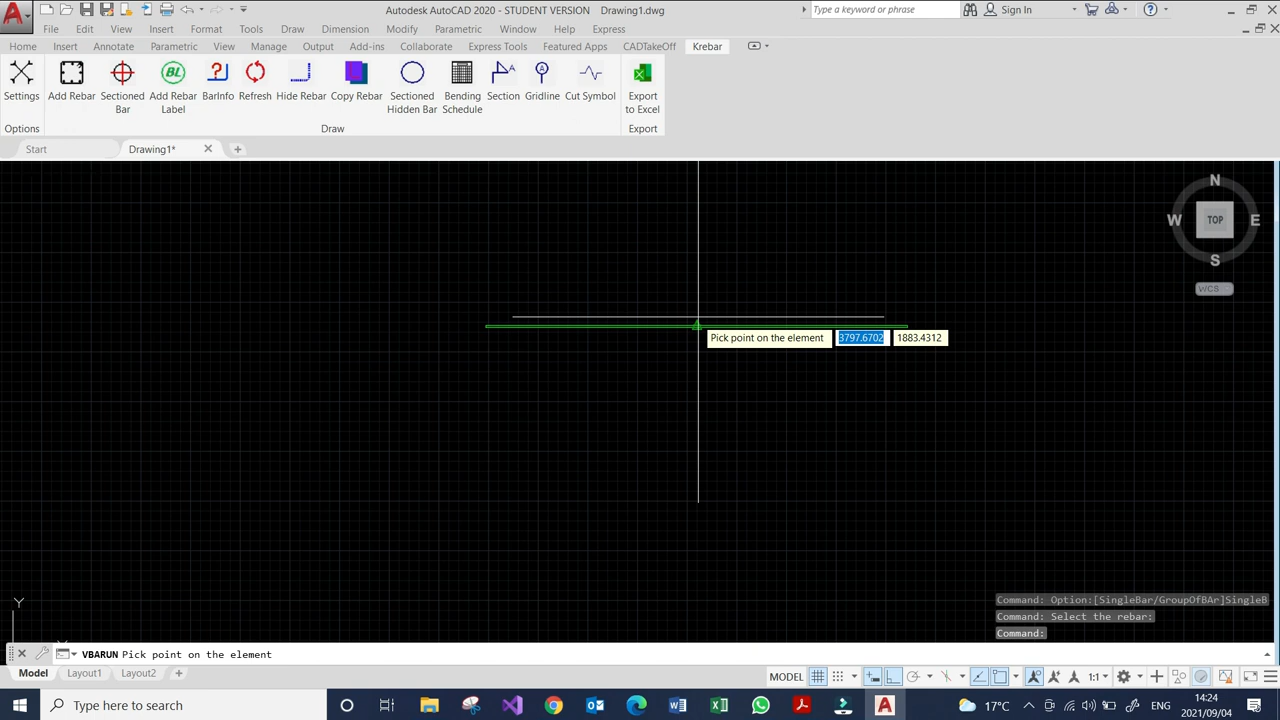 Autodesk AutoCAD 2020 - STUDENT VERSION Drawing1.dwg
Type a keyword or phrase
Sign In
File Edit View Insert Format Tools Draw Dimension Modify Parametric Window Help Express
Home Insert Annotate Parametric View Manage Output Add-ins Collaborate Express Tools Featured Apps CADTakeOff Krebar
BL
Settings Add Rebar Sectioned Add Rebar BarInfo Refresh Hide Rebar Copy Rebar Sectioned Bending Section Gridline Cut Symbol Export
Bar Label Hidden Bar Schedule to Excel
Options Draw Export
Start Drawing1*
N
W TOP E
S
WCS
Pick point on the element 3797.6702 1883.4312
Command: Option:[SingleBar/GroupOfBAr]SingleB
Y
Command: Select the rebar:
Command:
VBARUN Pick point on the element
Model Layout1 Layout2
MODEL 1:1
Type here to search
17°C ENG 14:24
2021/09/04